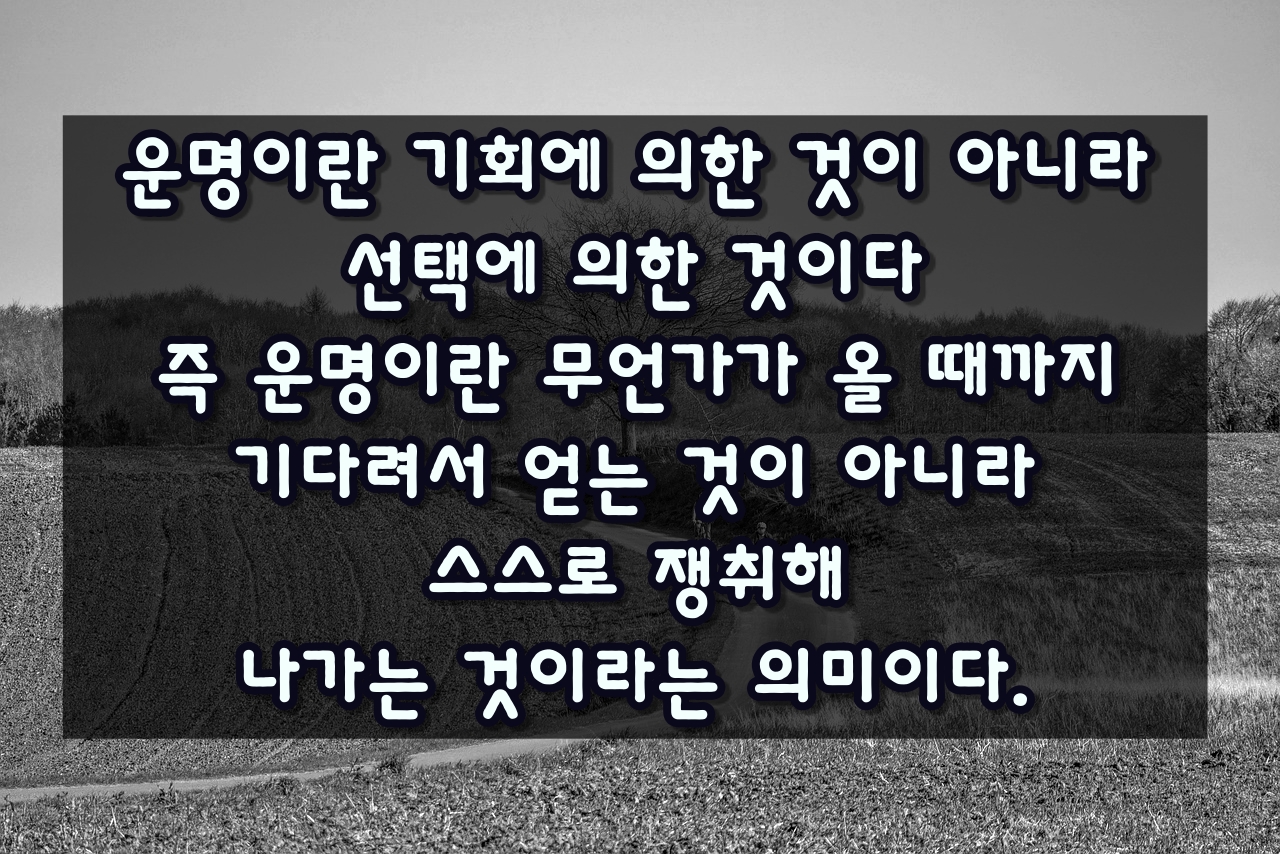 운명이란 기회에 의한 것이 아니라
선택에 의한 것이다
즉 운명이란 무언가가 올 때까지
기다려서 얻는 것이 아니라
스스로 쟁취해
나가는 것이라는 의미이다.